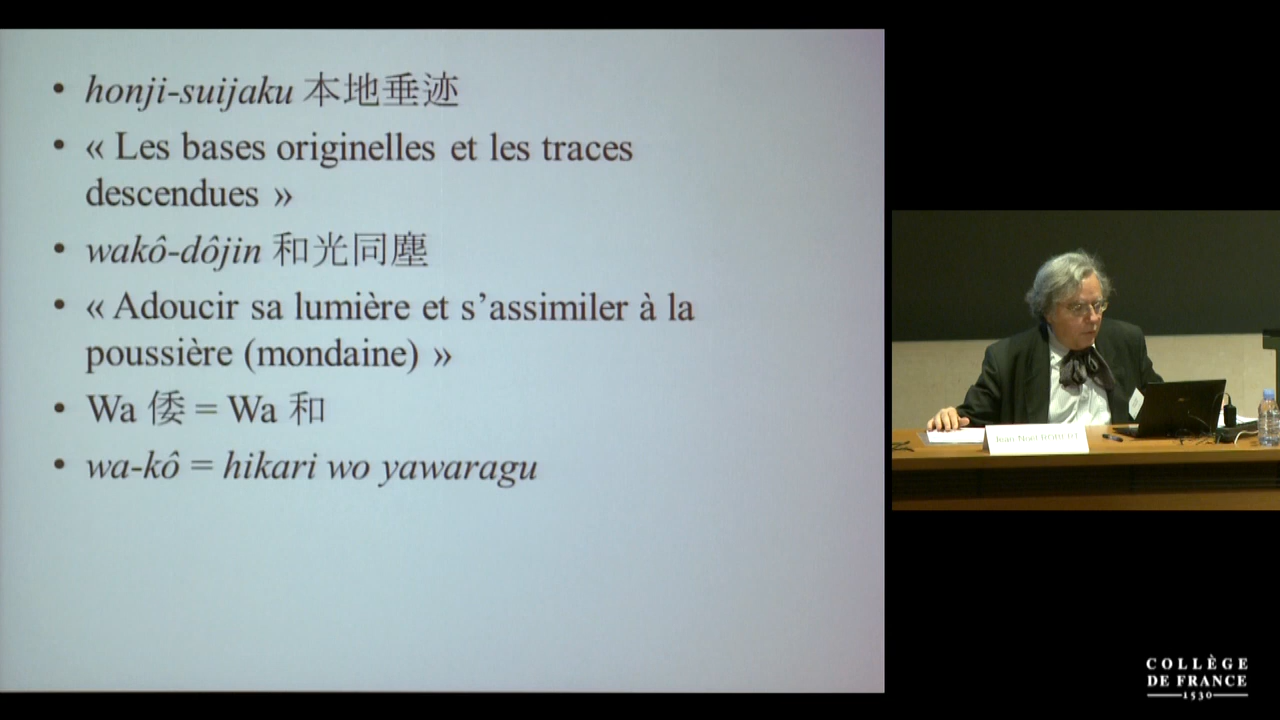 • honji-suijaku 本地垂迹
• « Les bases originelles et les traces
descendues »
• wakô-dôjin 和光同塵
• « Adoucir sa lumière et s’assimiler à la
poussière (mondaine) »
• Wa 倭 = Wa 和
• wa-kô = hikari wo yawaragu
Jean Noël
COLLÈGE
DE FRANCE
1530